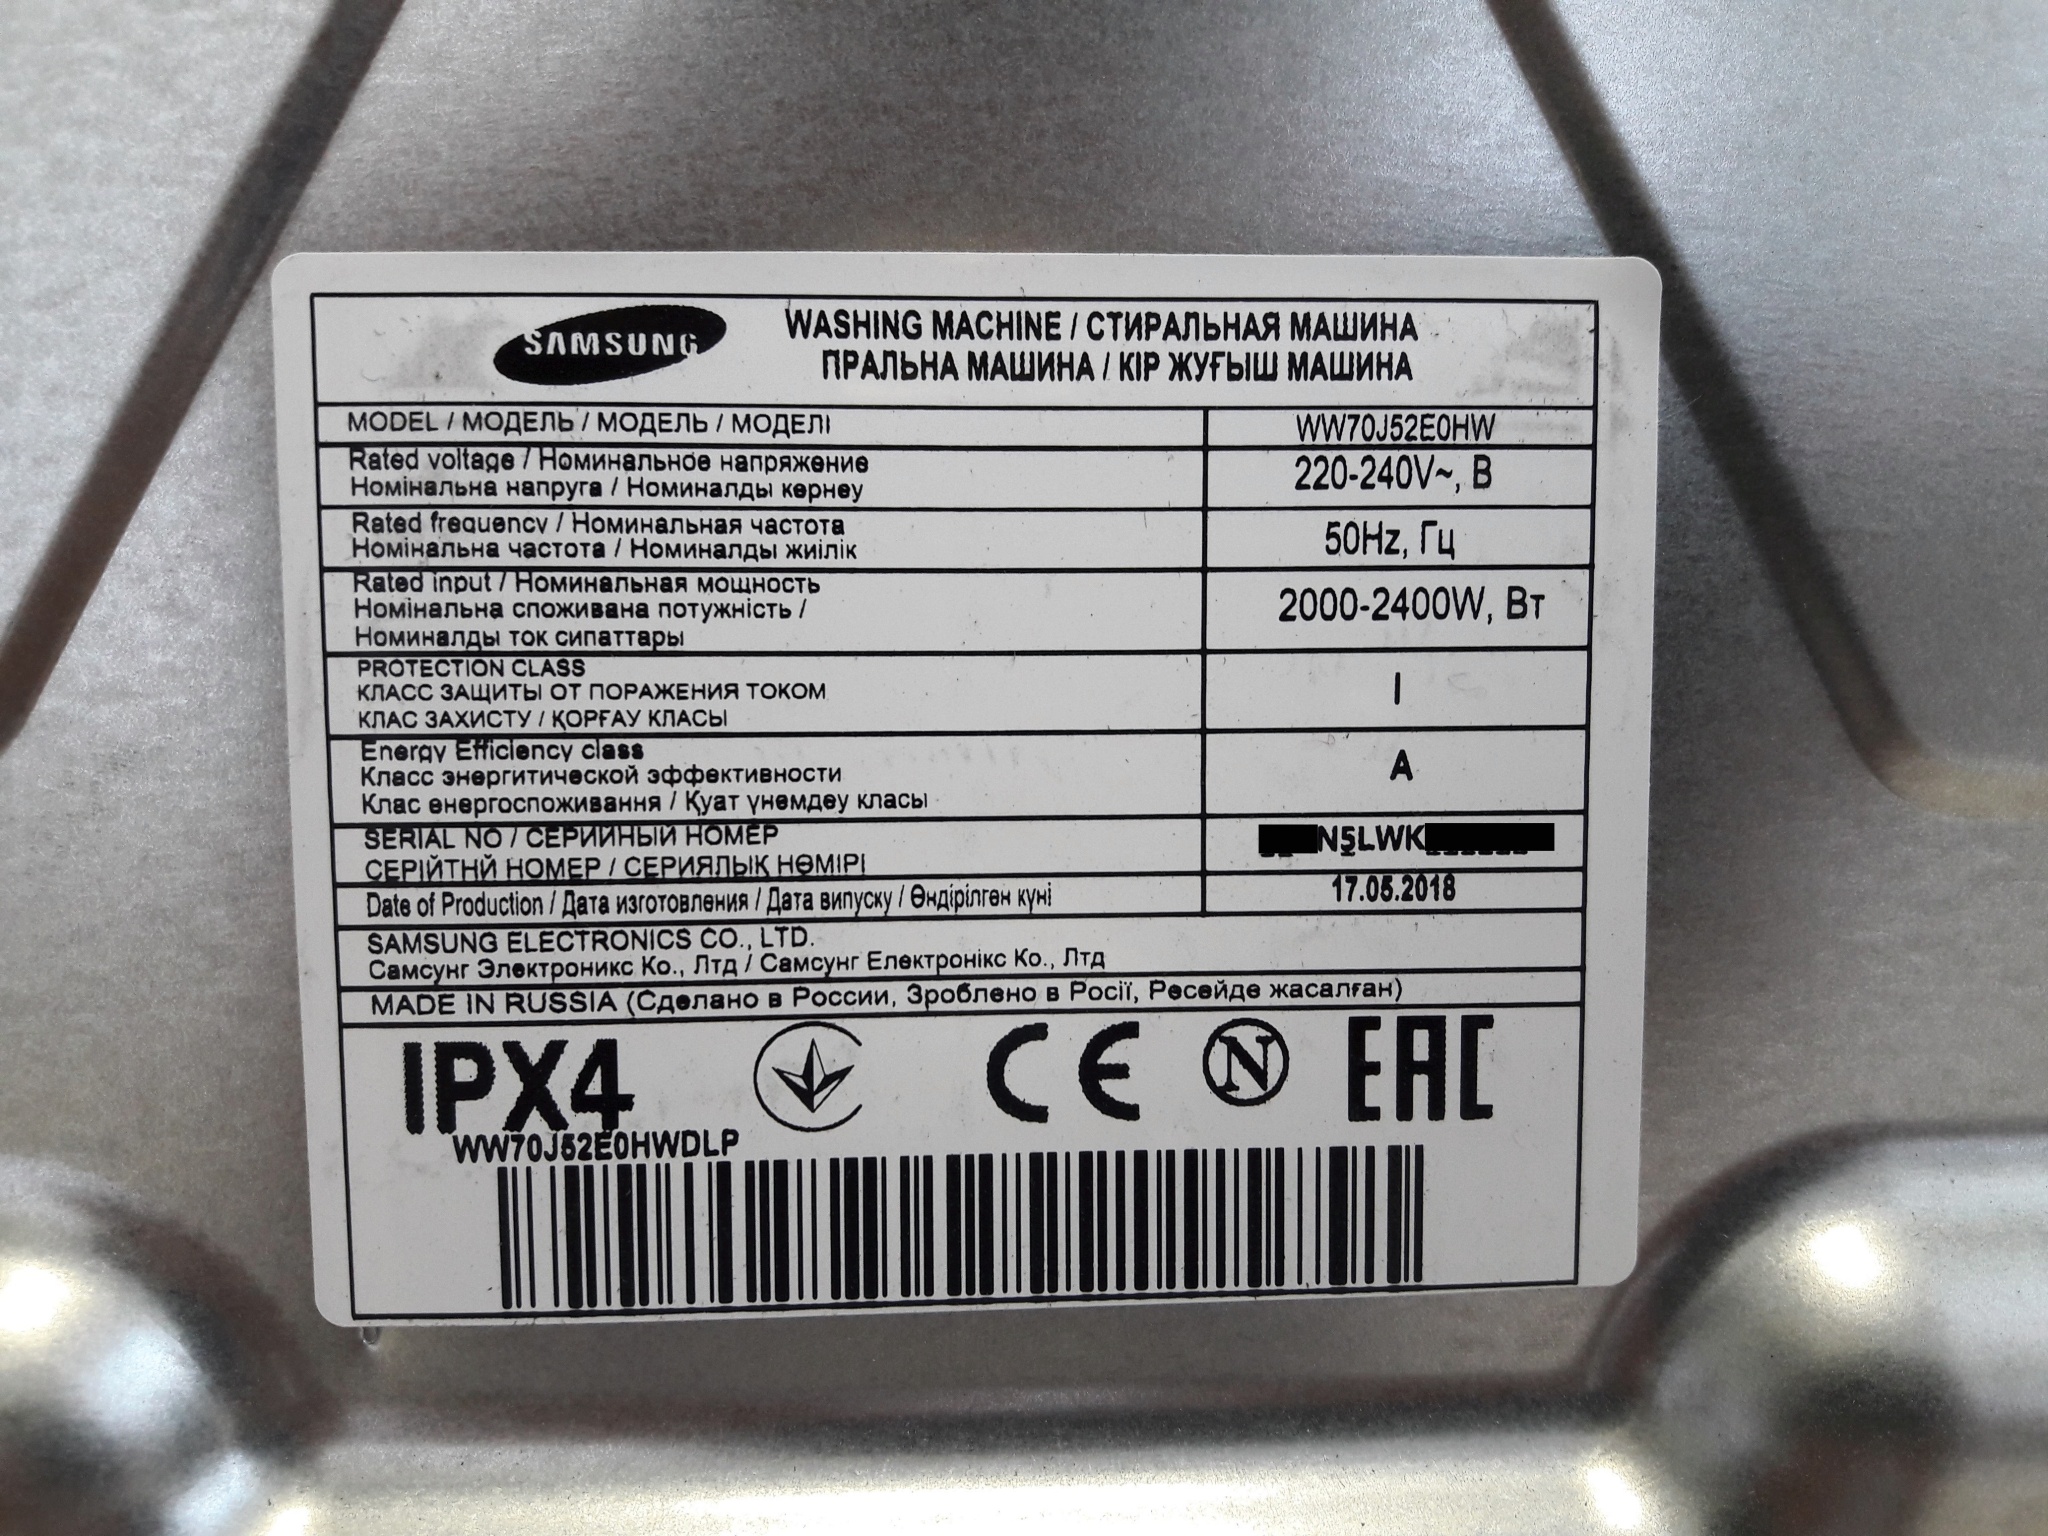 SAMSUNG
WASHING MACHINE / СТИРАЛЬНАЯ МАШИНА
ПРАЛЬНА МАШИНА / КІР ЖУҒЫШ МАШИНА
MODEL / МОДЕЛЬ / МОДЕЛЬ / МОДЕЛІ
WW70J52E0HW
Rated voltage / Номинальное напряжение
Номінальна напруга / Номиналды кернеу
220-240V~, В
Rated frequency / Номинальная частота
Номінальна частота / Номиналды жиілік
50Hz, Гц
Rated input / Номинальная мощность
Номінальна споживана потужність /
Номиналды ток сипаттары
2000-2400W, Вт
PROTECTION CLASS
КЛАСС ЗАЩИТЫ ОТ ПОРАЖЕНИЯ ТОКОМ
КЛАС ЗАХИСТУ / ҚОРҒАУ КЛАСЫ
I
Energy Efficiency class
Класс энергитической эффективности
Клас енергоспоживання / Қуат үнемдеу класы
A
SERIAL NO / СЕРИЙНЫЙ НОМЕР
СЕРІЙТНЙ НОМЕР / СЕРИЯЛЫҚ НӨМІРІ
N5LWK
Date of Production / Дата изготовления / Дата випуску / Өндірілген күні
17.05.2018
SAMSUNG ELECTRONICS CO., LTD.
Самсунг Электроникс Ко., Лтд / Самсунг Електронікс Ко., Лтд
MADE IN RUSSIA (Сделано в России, Зроблено в Росії, Ресейде жасалған)
IPX4 CE N EAC
WW70J52E0HWDLP